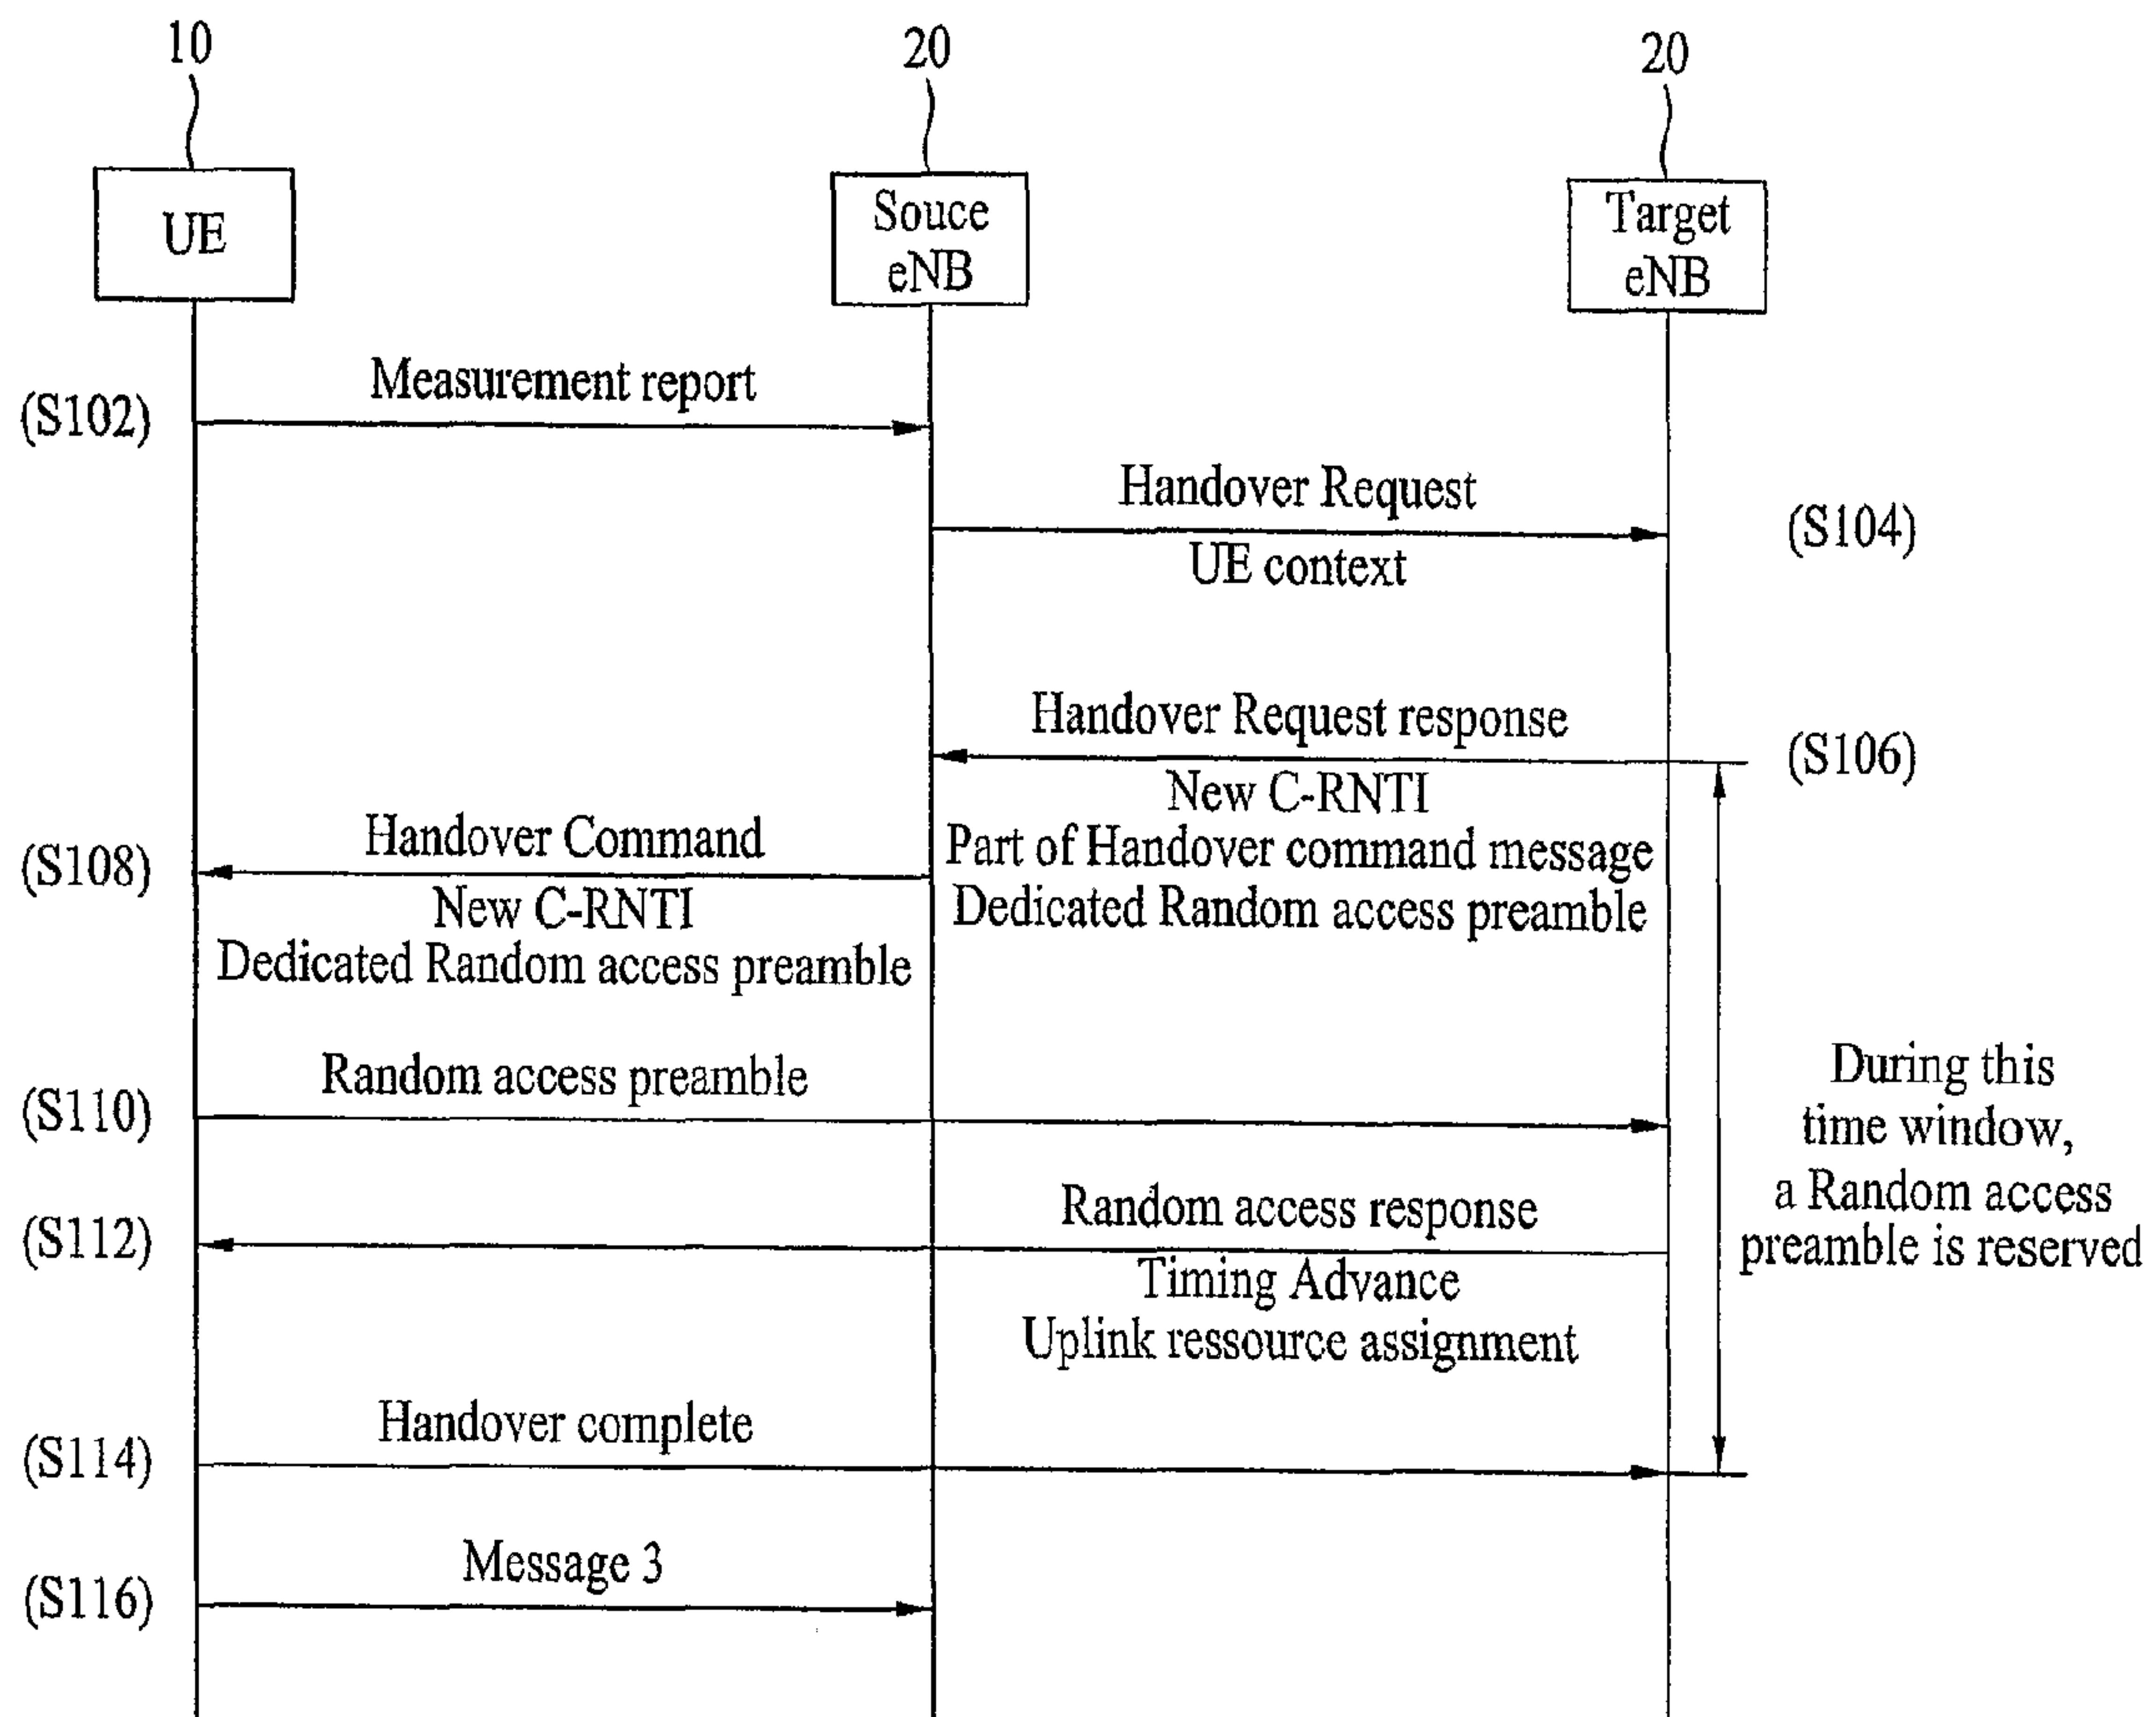 10
20
20
UE
Souce
eNB
Target
eNB
Measurement report
(S102)
Handover Request
(S104)
UE context
Handover Request response
(S106)
New C-RNTI
Part of Handover command message
Dedicated Random access preamble
Handover Command
(S108)
New C-RNTI
Dedicated Random access preamble
During this
time window,
a Random access
preamble is reserved
Random access preamble
(S110)
Random access response
(S112)
Timing Advance
Uplink ressource assignment
Handover complete
(S114)
Message 3
(S116)